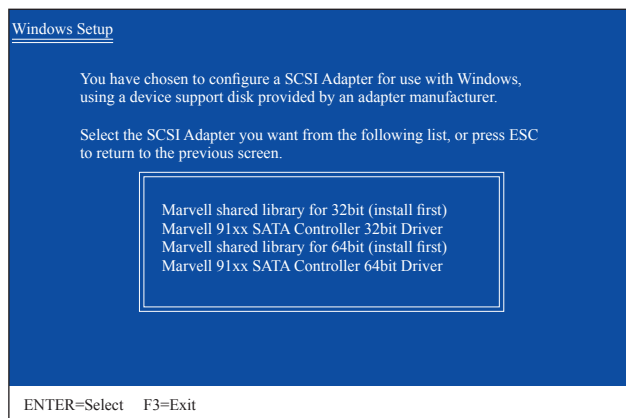 Windows Setup
You have chosen to configure a SCSI Adapter for use with Windows,
using a device support disk provided by an adapter manufacturer.
Select the SCSI Adapter you want from the following list, or press ESC
to return to the previous screen.
Marvell shared library for 32bit (install first)
Marvell 91xx SATA Controller 32bit Driver
Marvell shared library for 64bit (install first)
Marvell 91xx SATA Controller 64bit Driver
ENTER=Select F3=Exit